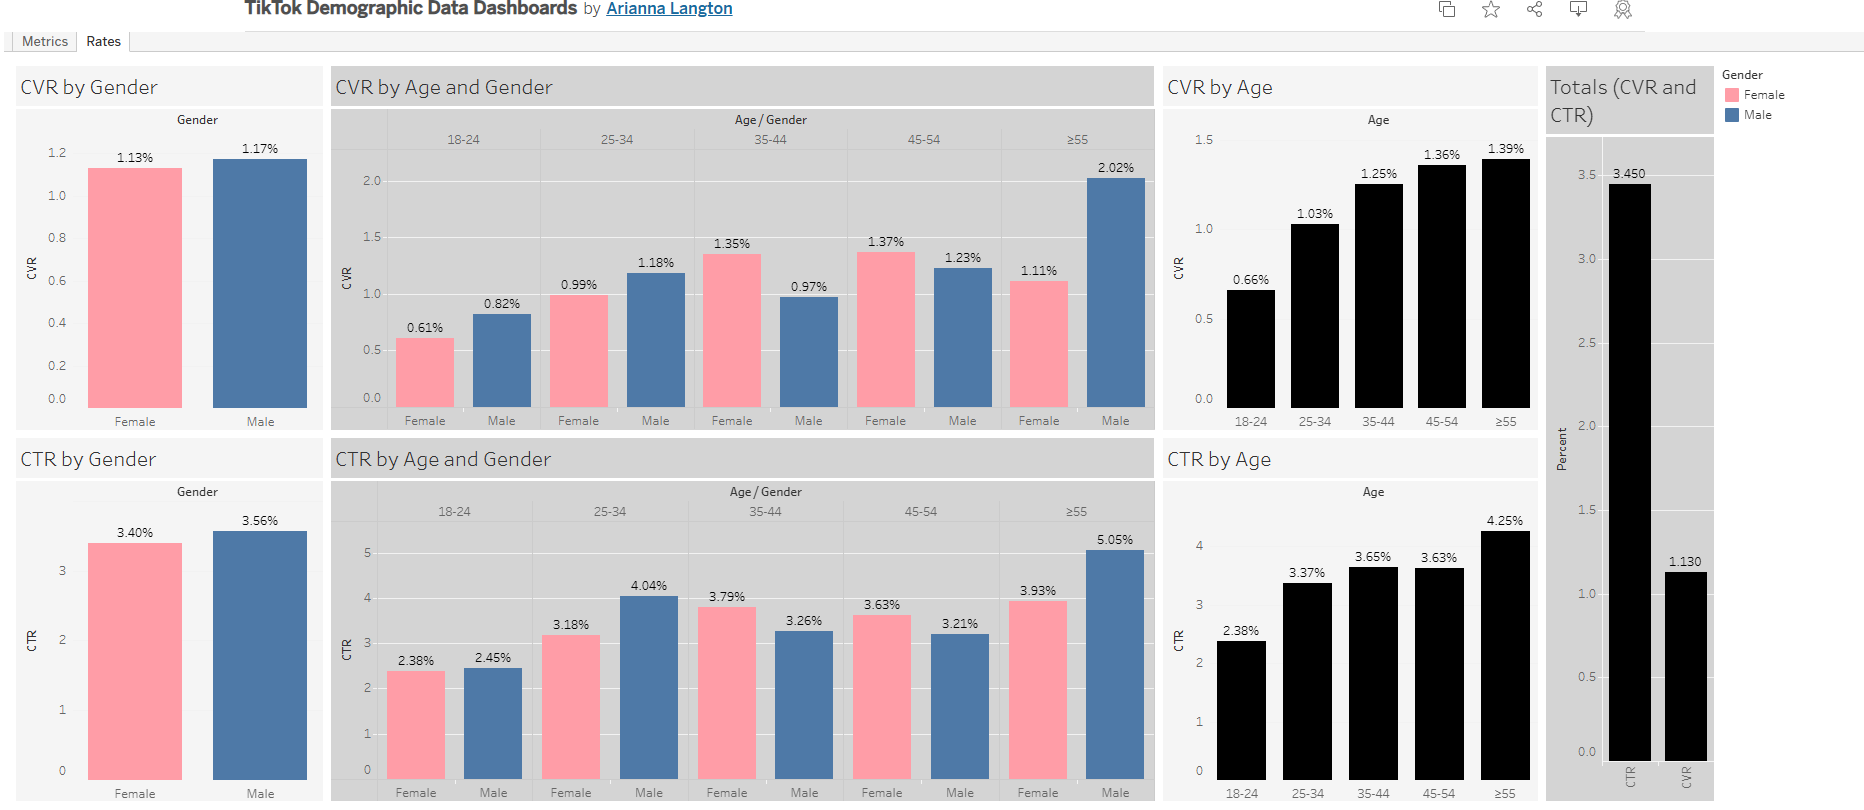 TikTok Demographic Data Dashboards by Arianna Langton
Metrics Rates
CVR by Gender
Gender
1.2
1.0
0.8
0.6
0.4
0.2
0.0
CVR
1.13%
1.17%
Female Male
CVR by Age and Gender
Age / Gender
18-24 25-34 35-44 45-54 ≥55
2.0
1.5
1.0
0.5
0.0
CVR
0.61% 0.82% 0.99% 1.18% 1.35% 0.97% 1.37% 1.23% 1.11% 2.02%
Female Male Female Male Female Male Female Male Female Male
CVR by Age
Age
1.5
1.0
0.5
0.0
CVR
0.66% 1.03% 1.25% 1.36% 1.39%
18-24 25-34 35-44 45-54 ≥55
CTR by Gender
Gender
3
2
1
0
CTR
3.40%
3.56%
Female Male
CTR by Age and Gender
Age / Gender
18-24 25-34 35-44 45-54 ≥55
5
4
3
2
1
0
CTR
2.38% 2.45% 3.18% 4.04% 3.79% 3.26% 3.63% 3.21% 3.93% 5.05%
Female Male Female Male Female Male Female Male Female Male
CTR by Age
Age
4
3
2
1
0
CTR
2.38% 3.37% 3.65% 3.63% 4.25%
18-24 25-34 35-44 45-54 ≥55
Totals (CVR and
CTR)
3.5
3.0
2.5
2.0
1.5
1.0
0.5
0.0
Percent
3.450
1.130
CTR CVR
Gender
Female
Male